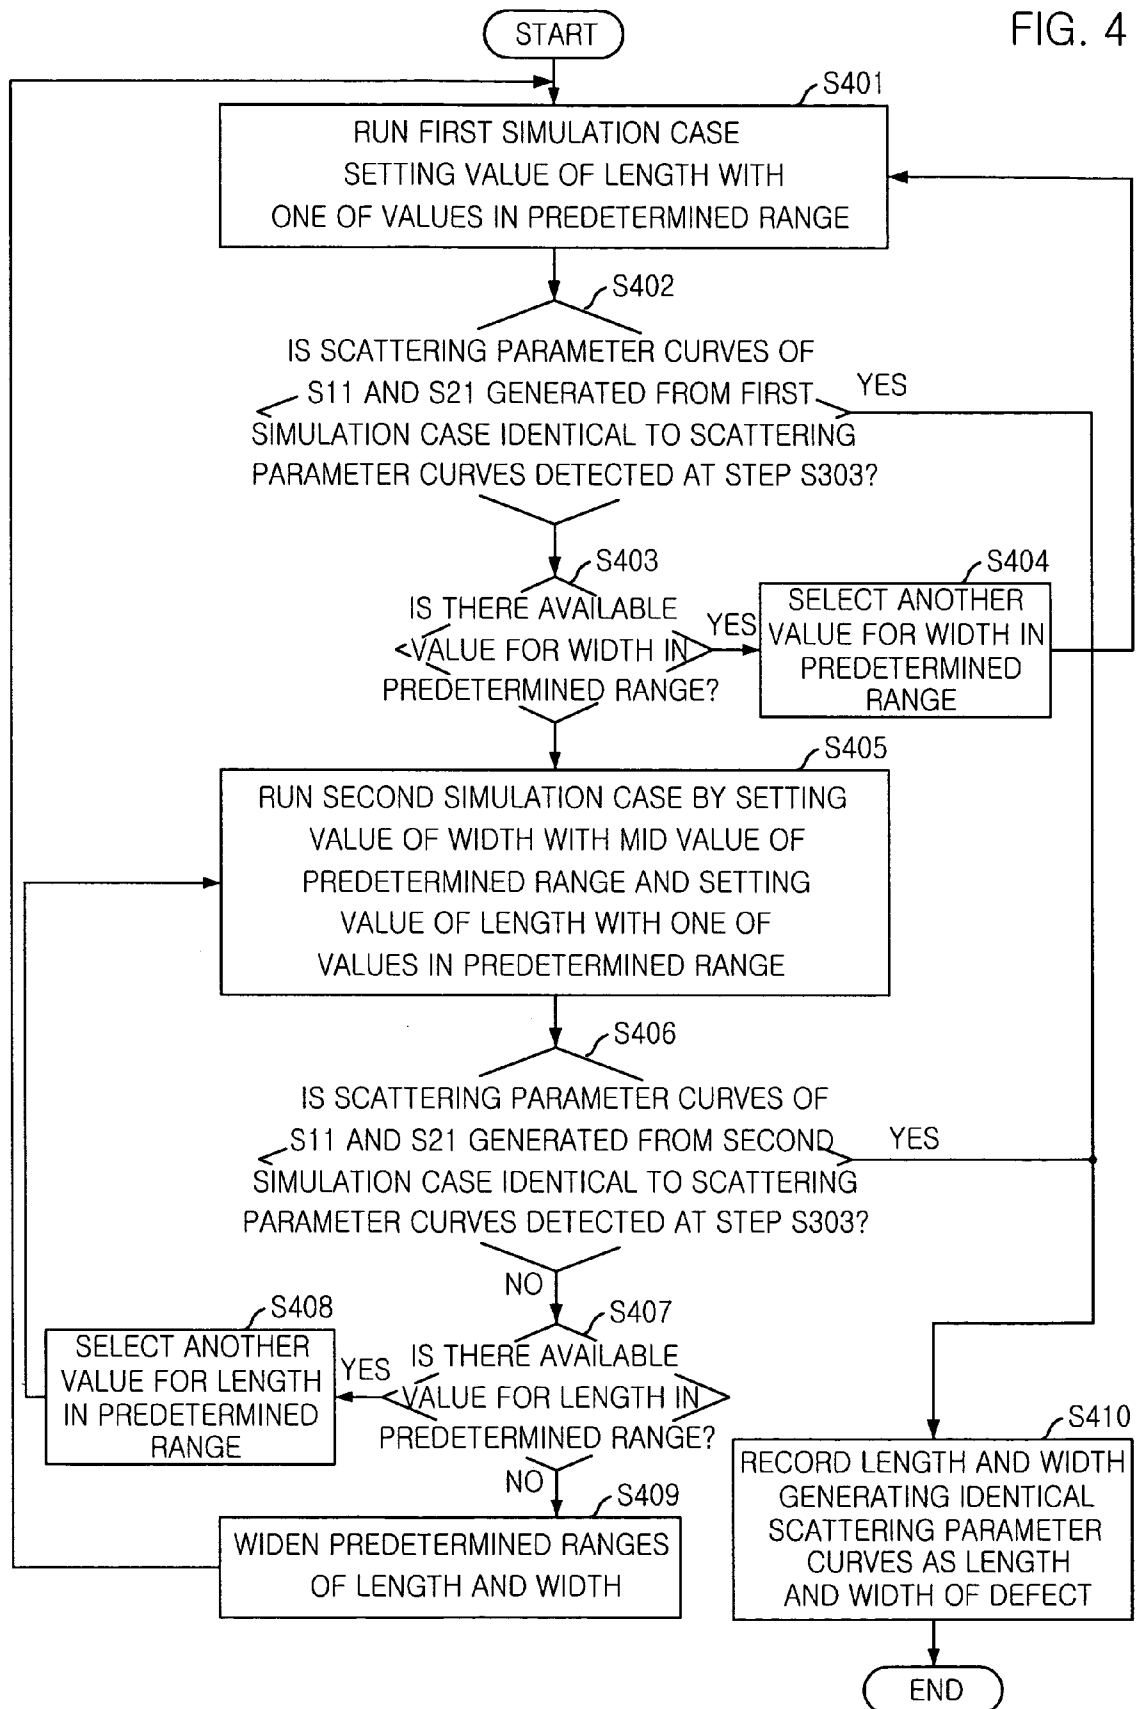 FIG. 4
START
S401
RUN FIRST SIMULATION CASE
SETTING VALUE OF LENGTH WITH
ONE OF VALUES IN PREDETERMINED RANGE
S402
IS SCATTERING PARAMETER CURVES OF
S11 AND S21 GENERATED FROM FIRST
SIMULATION CASE IDENTICAL TO SCATTERING
PARAMETER CURVES DETECTED AT STEP S303?
YES
S403
IS THERE AVAILABLE
VALUE FOR WIDTH IN
PREDETERMINED RANGE?
YES
S404
SELECT ANOTHER
VALUE FOR WIDTH IN
PREDETERMINED
RANGE
S405
RUN SECOND SIMULATION CASE BY SETTING
VALUE OF WIDTH WITH MID VALUE OF
PREDETERMINED RANGE AND SETTING
VALUE OF LENGTH WITH ONE OF
VALUES IN PREDETERMINED RANGE
S406
IS SCATTERING PARAMETER CURVES OF
S11 AND S21 GENERATED FROM SECOND
SIMULATION CASE IDENTICAL TO SCATTERING
PARAMETER CURVES DETECTED AT STEP S303?
YES
NO
S407
IS THERE AVAILABLE
VALUE FOR LENGTH IN
PREDETERMINED RANGE?
YES
S408
SELECT ANOTHER
VALUE FOR LENGTH
IN PREDETERMINED
RANGE
NO
S409
WIDEN PREDETERMINED RANGES
OF LENGTH AND WIDTH
S410
RECORD LENGTH AND WIDTH
GENERATING IDENTICAL
SCATTERING PARAMETER
CURVES AS LENGTH
AND WIDTH OF DEFECT
END